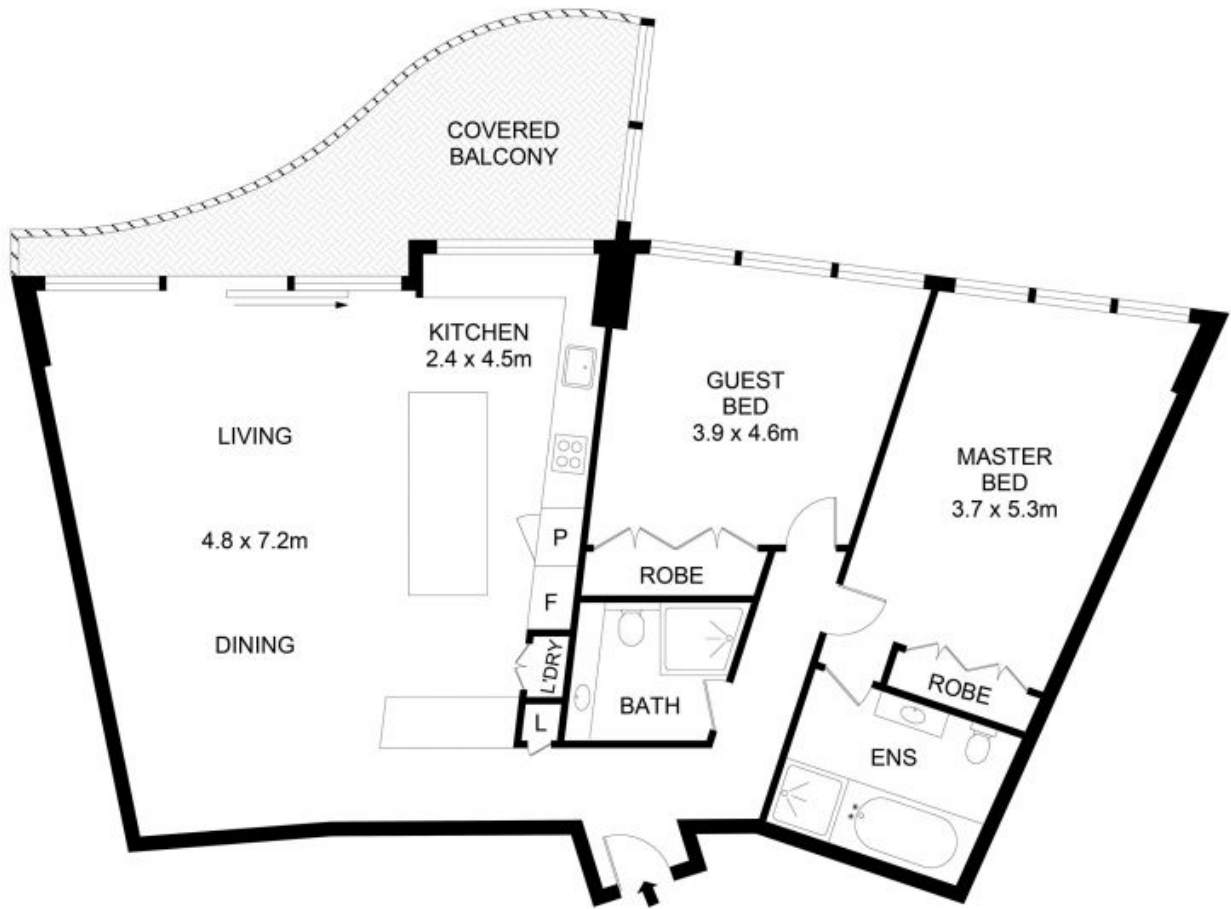 COVERED
BALCONY
KITCHEN
2.4 x 4.5m
LIVING
4.8 x 7.2m
DINING
P
F
L'DRY
L
GUEST
BED
3.9 x 4.6m
ROBE
BATH
MASTER
BED
3.7 x 5.3m
ROBE
ENS